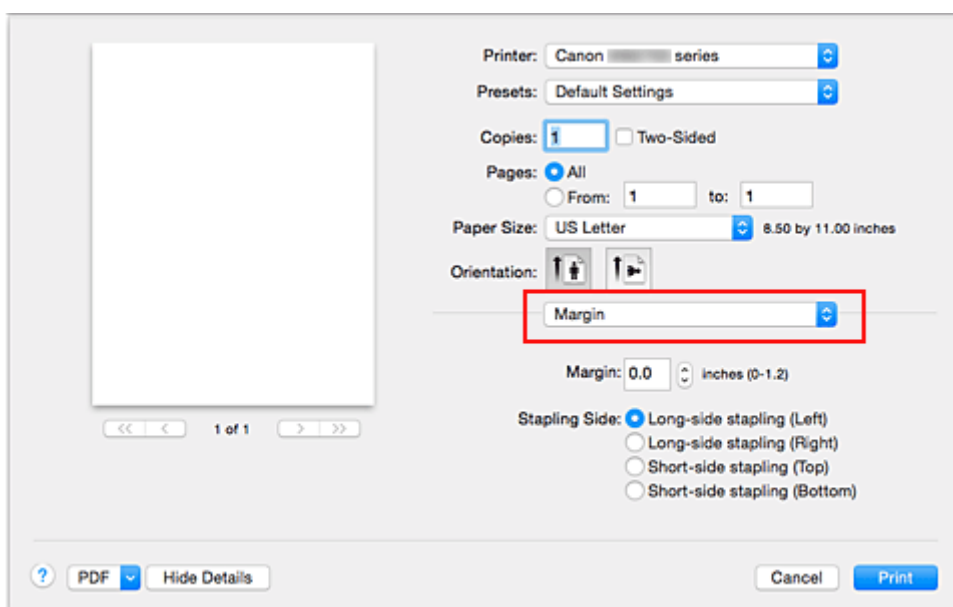 Printer: Canon series
Presets: Default Settings
Copies: 1 Two-Sided
Pages: All
From: 1 to: 1
Paper Size: US Letter 8.50 by 11.00 inches
Orientation:
Margin
Margin: 0.0 inches (0-1.2)
Stapling Side: Long-side stapling (Left)
Long-side stapling (Right)
Short-side stapling (Top)
Short-side stapling (Bottom)
1 of 1
? PDF Hide Details Cancel Print